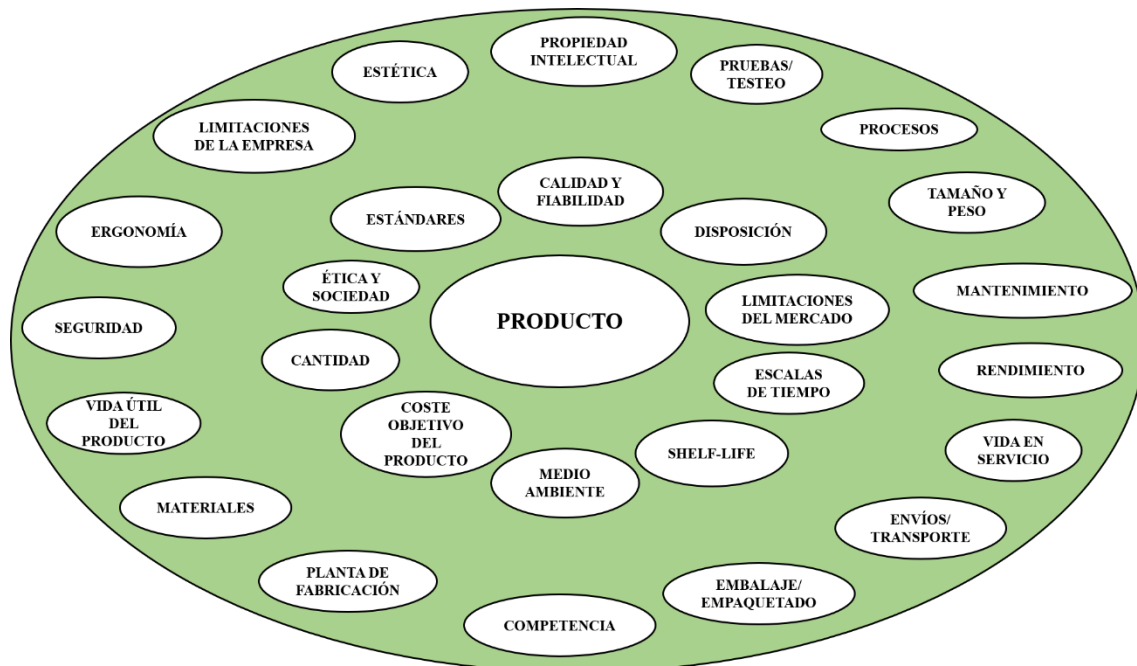 PROPIEDAD
INTELECTUAL
ESTÉTICA
PRUEBAS/
TESTEO
LIMITACIONES
DE LA EMPRESA
PROCESOS
CALIDAD Y
FIABILIDAD
TAMAÑO Y
PESO
ESTÁNDARES
ERGONOMÍA
DISPOSICIÓN
ÉTICA Y
SOCIEDAD
MANTENIMIENTO
LIMITACIONES
DEL MERCADO
PRODUCTO
SEGURIDAD
CANTIDAD
ESCALAS
DE TIEMPO
RENDIMIENTO
VIDA ÚTIL
DEL
PRODUCTO
COSTE
OBJETIVO
DEL
PRODUCTO
SHELF-LIFE
VIDA EN
SERVICIO
MEDIO
AMBIENTE
MATERIALES
ENVÍOS/
TRANSPORTE
PLANTA DE
FABRICACIÓN
EMBALAJE/
EMPAQUETADO
COMPETENCIA